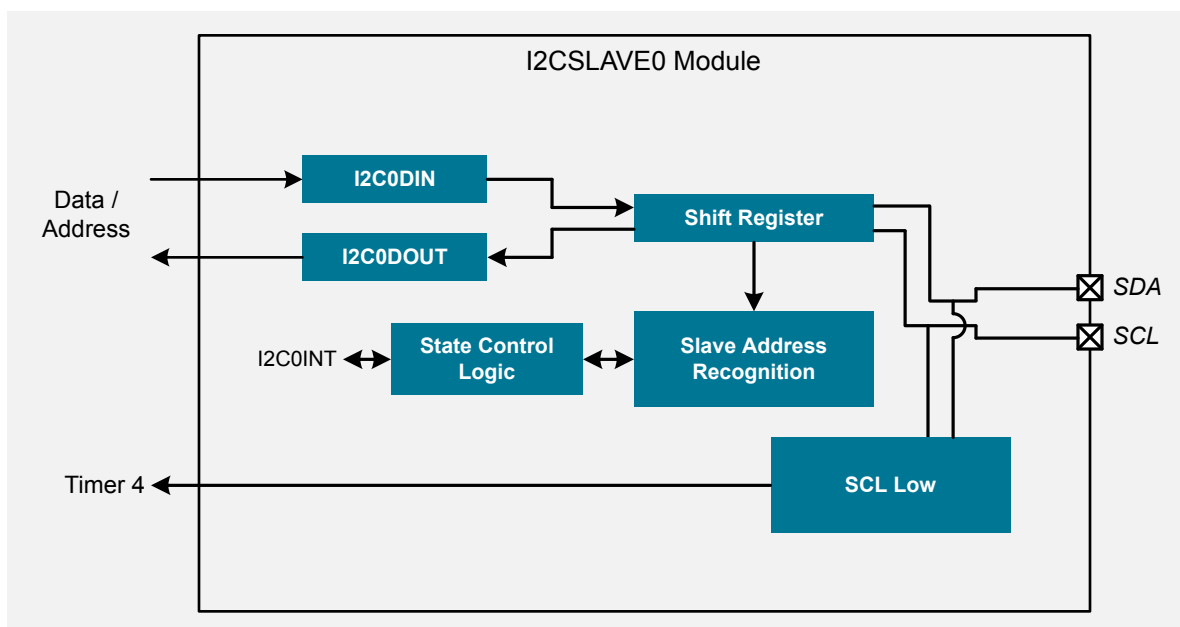 I2CSLAVE0 Module
Data /
Address
I2C0DIN
I2C0DOUT
Shift Register
SDA
SCL
I2C0INT
State Control
Logic
Slave Address
Recognition
Timer 4
SCL Low